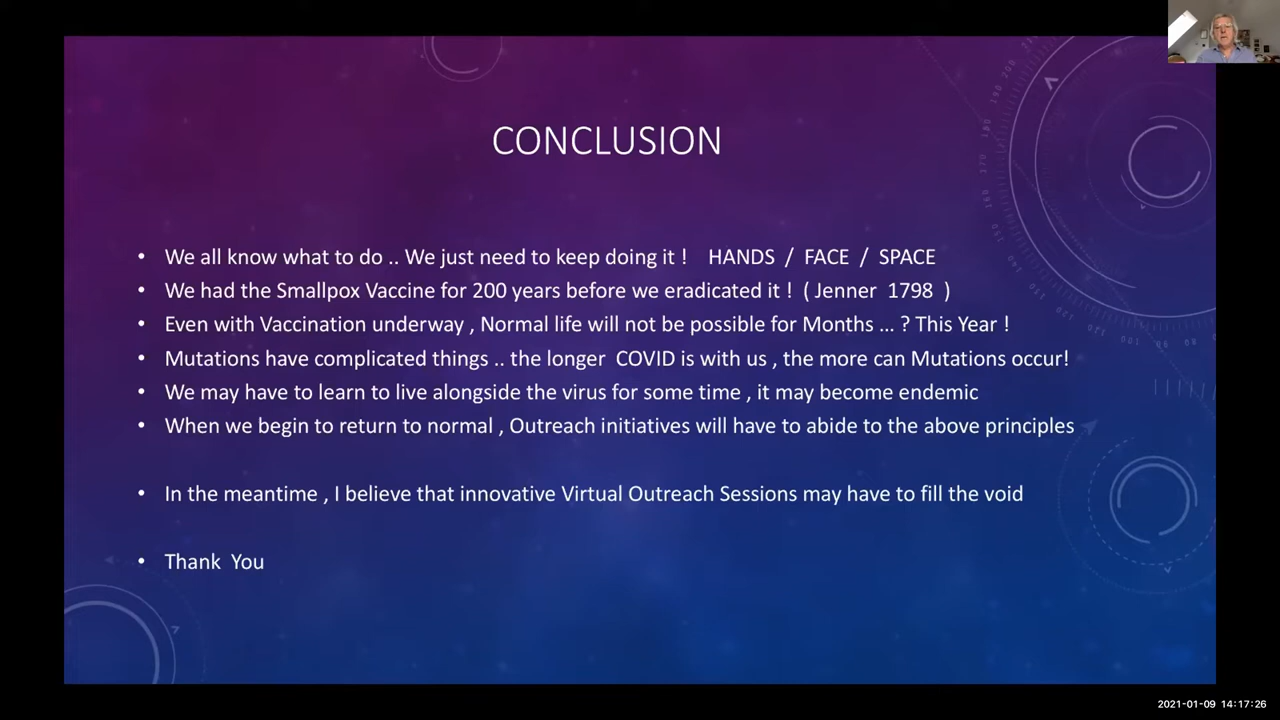 CONCLUSION
• We all know what to do .. We just need to keep doing it ! HANDS / FACE / SPACE
• We had the Smallpox Vaccine for 200 years before we eradicated it ! ( Jenner 1798 )
• Even with Vaccination underway , Normal life will not be possible for Months ... ? This Year !
• Mutations have complicated things .. the longer COVID is with us , the more can Mutations occur!
• We may have to learn to live alongside the virus for some time , it may become endemic
• When we begin to return to normal , Outreach initiatives will have to abide to the above principles
• In the meantime , I believe that innovative Virtual Outreach Sessions may have to fill the void
• Thank You
2021-01-09 14:17:26